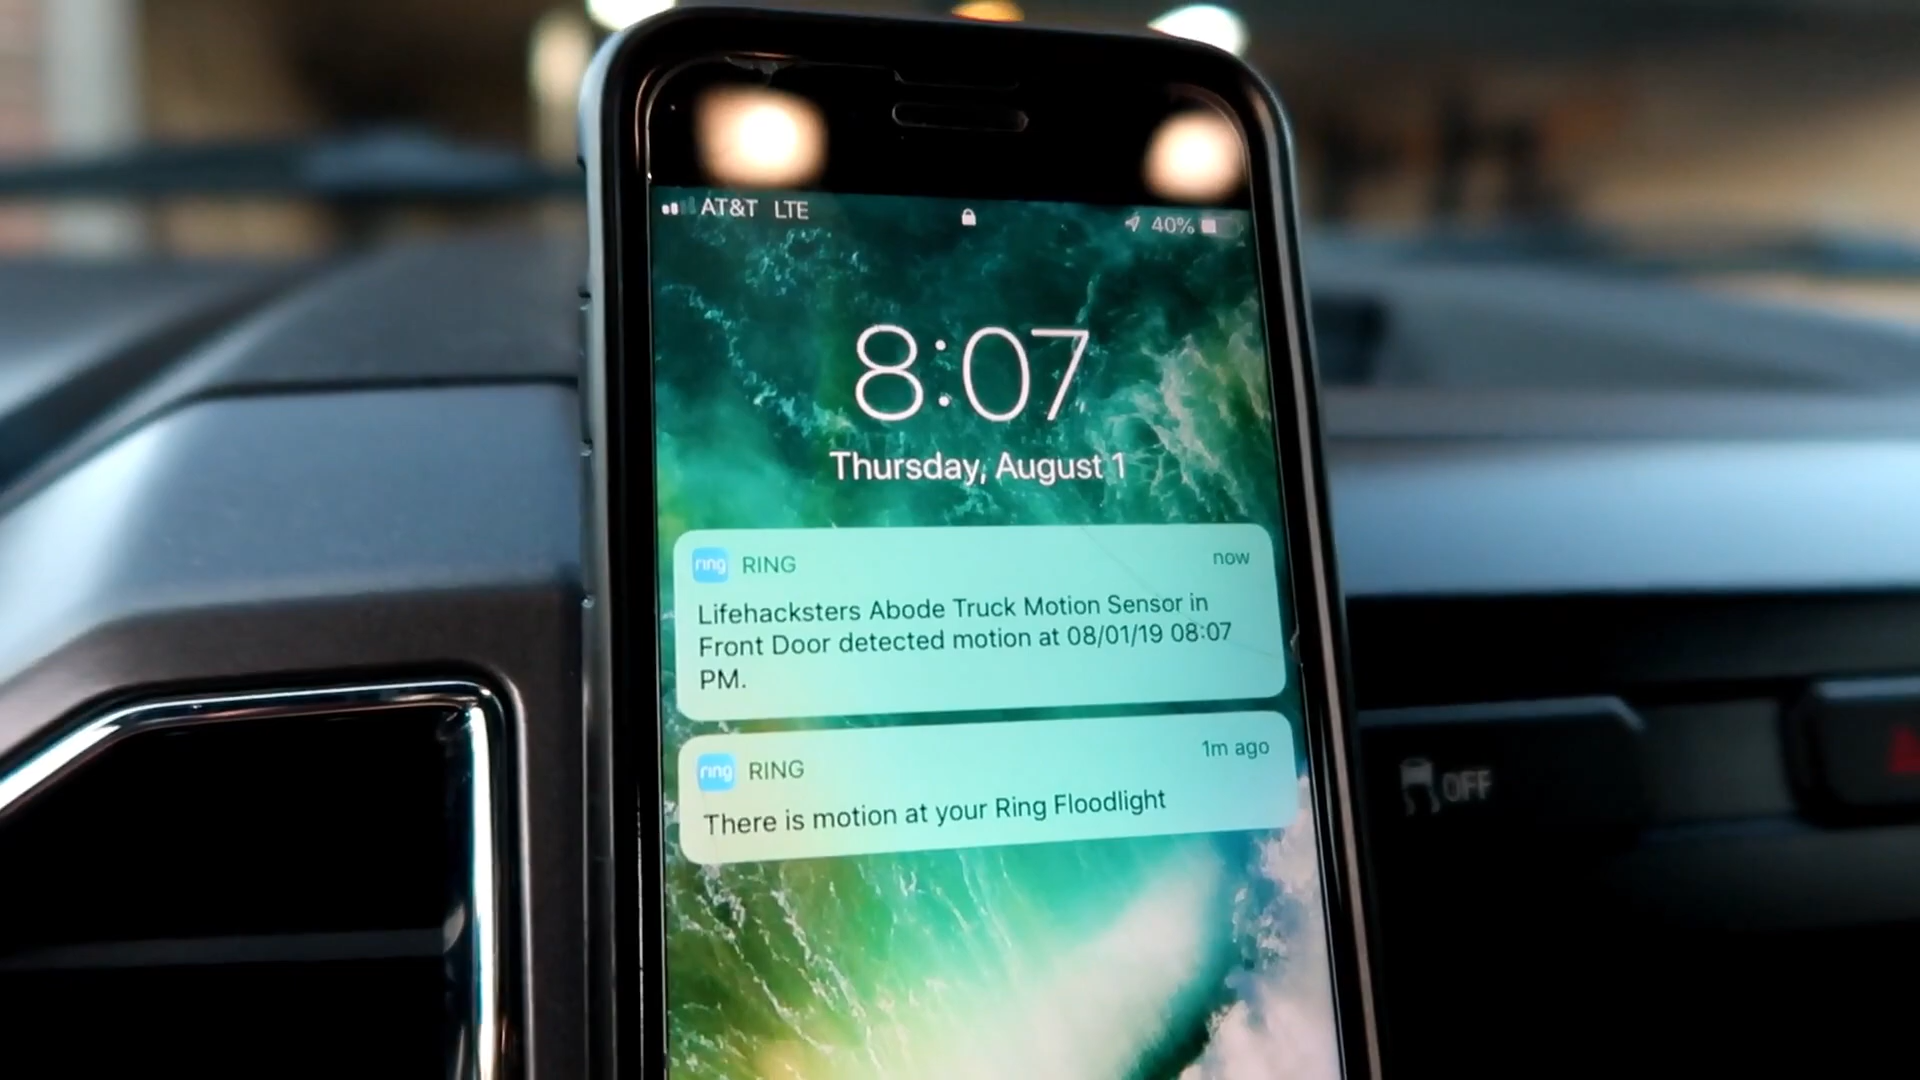 AT&T LTE
40%
8:07
Thursday, August 1
ring RING now
Lifehacksters Abode Truck Motion Sensor in
Front Door detected motion at 08/01/19 08:07
PM.
ring RING 1m ago
There is motion at your Ring Floodlight
OFF